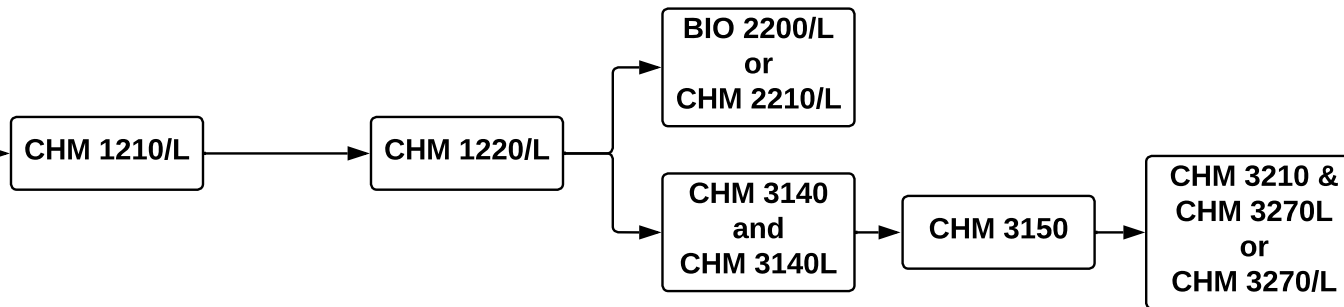 CHM 1210/L
CHM 1220/L
BIO 2200/L
or
CHM 2210/L
CHM 3140
and
CHM 3140L
CHM 3150
CHM 3210 &
CHM 3270L
or
CHM 3270/L